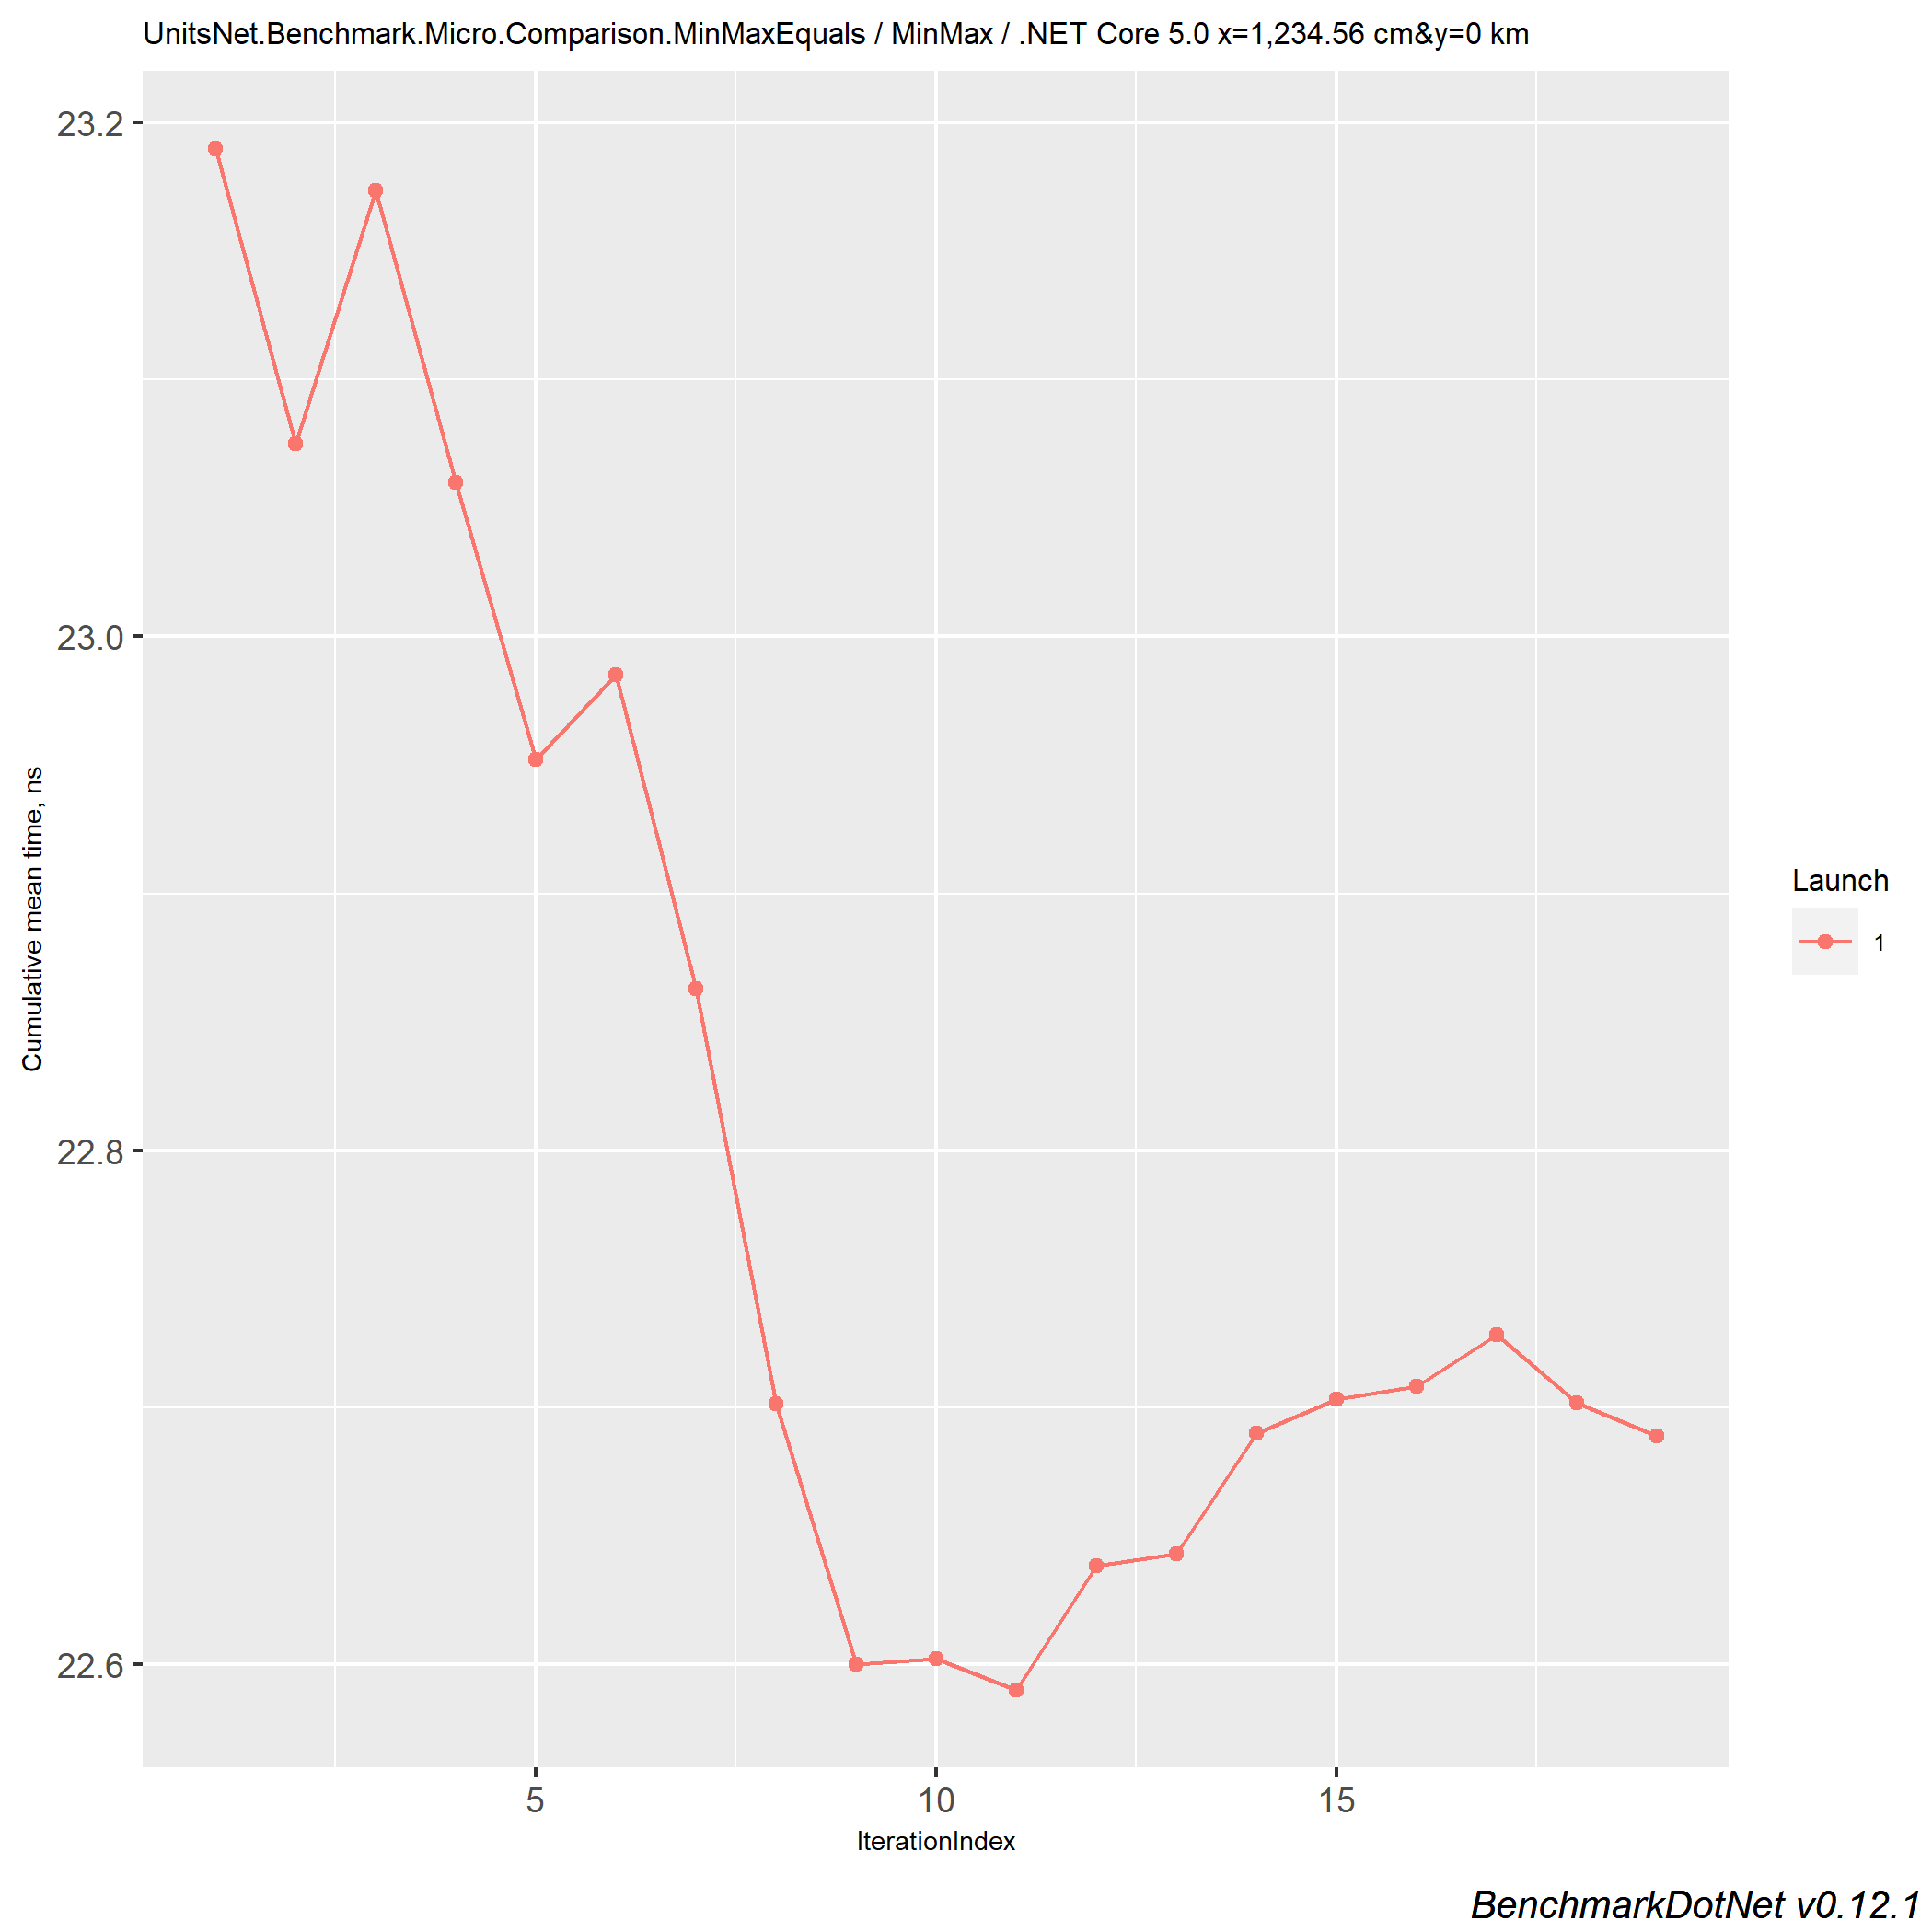 UnitsNet.Benchmark.Micro.Comparison.MinMaxEquals / MinMax / .NET Core 5.0 x=1,234.56 cm&y=0 km
23.2
23.0
22.8
22.6
Cumulative mean time, ns
5
10
15
IterationIndex
Launch
1
BenchmarkDotNet v0.12.1